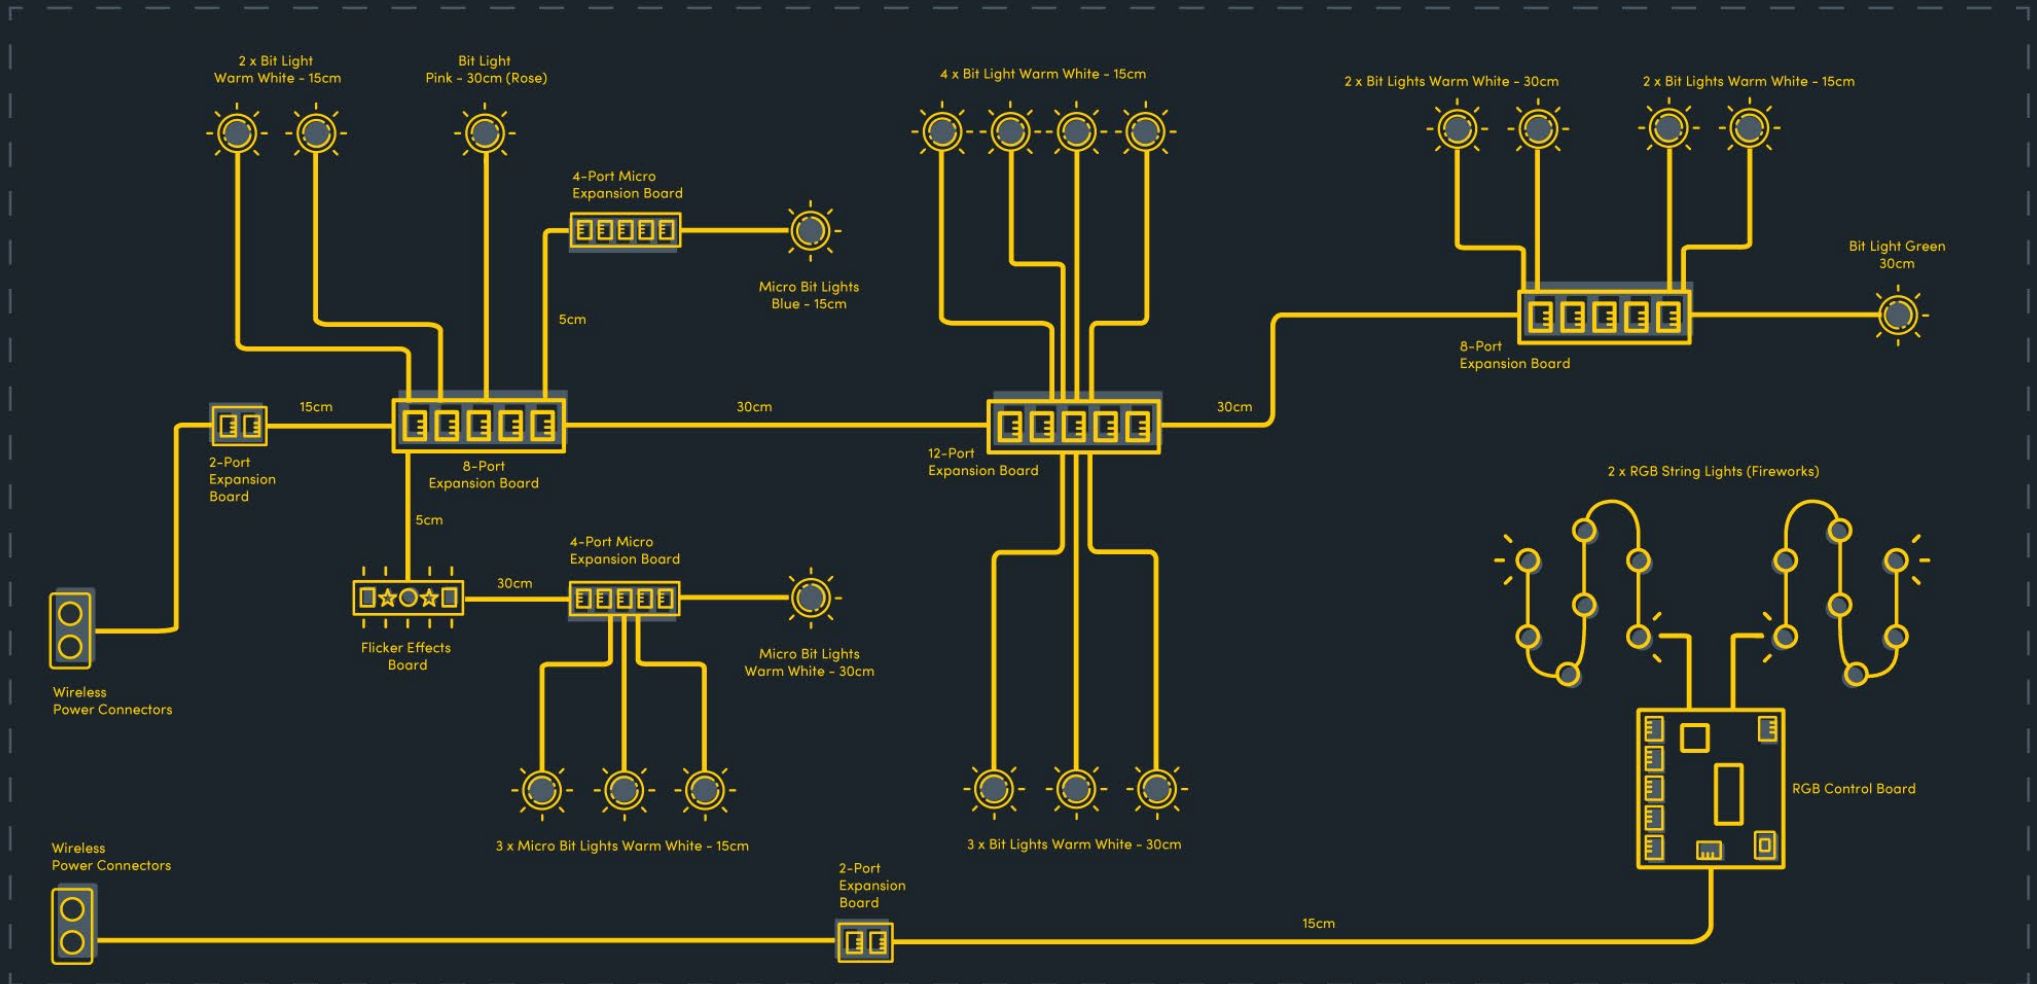 2 x Bit Light
Warm White - 15cm
Bit Light
Pink - 30cm (Rose)
4 x Bit Light Warm White - 15cm
2 x Bit Lights Warm White - 30cm
2 x Bit Lights Warm White - 15cm
4-Port Micro
Expansion Board
Micro Bit Lights
Blue - 15cm
5cm
Bit Light Green
30cm
8-Port
Expansion Board
15cm
30cm
30cm
2-Port
Expansion
Board
8-Port
Expansion Board
12-Port
Expansion Board
2 x RGB String Lights (Fireworks)
5cm
4-Port Micro
Expansion Board
30cm
Flicker Effects
Board
Micro Bit Lights
Warm White - 30cm
Wireless
Power Connectors
RGB Control Board
3 x Micro Bit Lights Warm White - 15cm
3 x Bit Lights Warm White - 30cm
Wireless
Power Connectors
2-Port
Expansion
Board
15cm